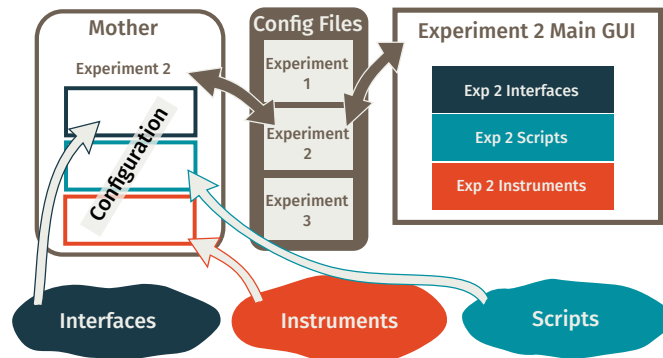 Mother
Experiment 2
Configuration
Config Files
Experiment
1
Experiment
2
Experiment
3
Experiment 2 Main GUI
Exp 2 Interfaces
Exp 2 Scripts
Exp 2 Instruments
Interfaces
Instruments
Scripts